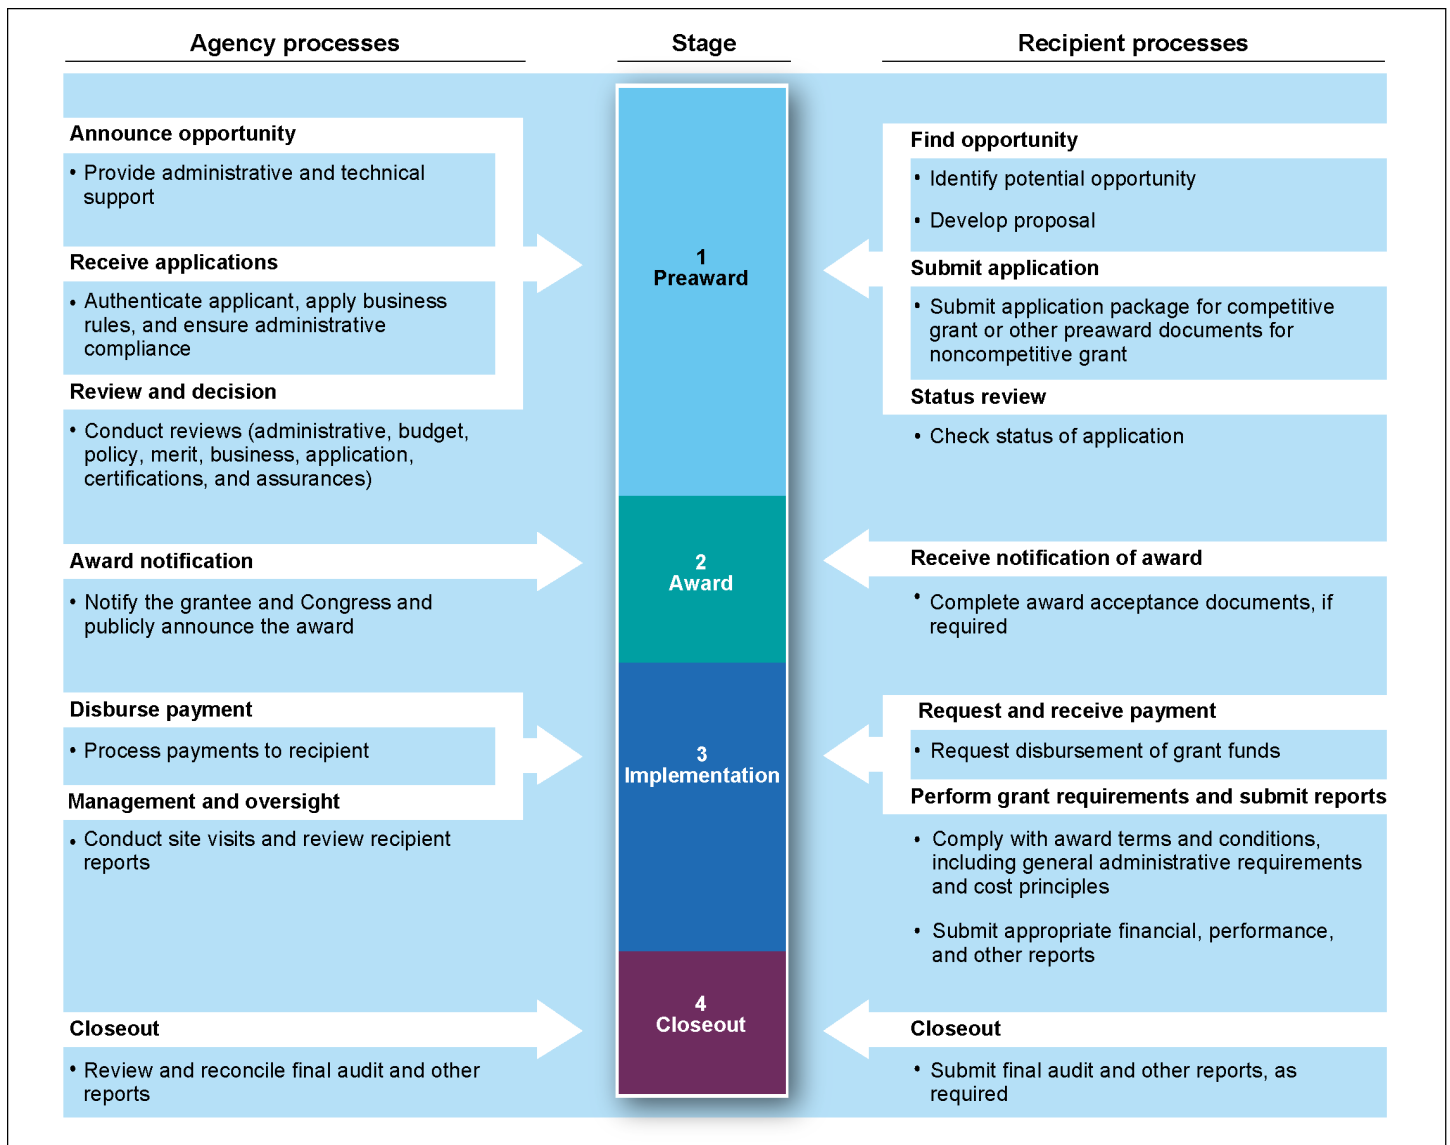 Agency processes
Stage
Recipient processes
Announce opportunity
• Provide administrative and technical
support
Receive applications
• Authenticate applicant, apply business
rules, and ensure administrative
compliance
Review and decision
• Conduct reviews (administrative, budget,
policy, merit, business, application,
certifications, and assurances)
1
Preaward
Find opportunity
• Identify potential opportunity
• Develop proposal
Submit application
• Submit application package for competitive
grant or other preaward documents for
noncompetitive grant
Status review
• Check status of application
Award notification
• Notify the grantee and Congress and
publicly announce the award
2
Award
Receive notification of award
• Complete award acceptance documents, if
required
Disburse payment
• Process payments to recipient
Management and oversight
• Conduct site visits and review recipient
reports
3
Implementation
Request and receive payment
• Request disbursement of grant funds
Perform grant requirements and submit reports
• Comply with award terms and conditions,
including general administrative requirements
and cost principles
• Submit appropriate financial, performance,
and other reports
Closeout
• Review and reconcile final audit and other
reports
4
Closeout
Closeout
• Submit final audit and other reports, as
required